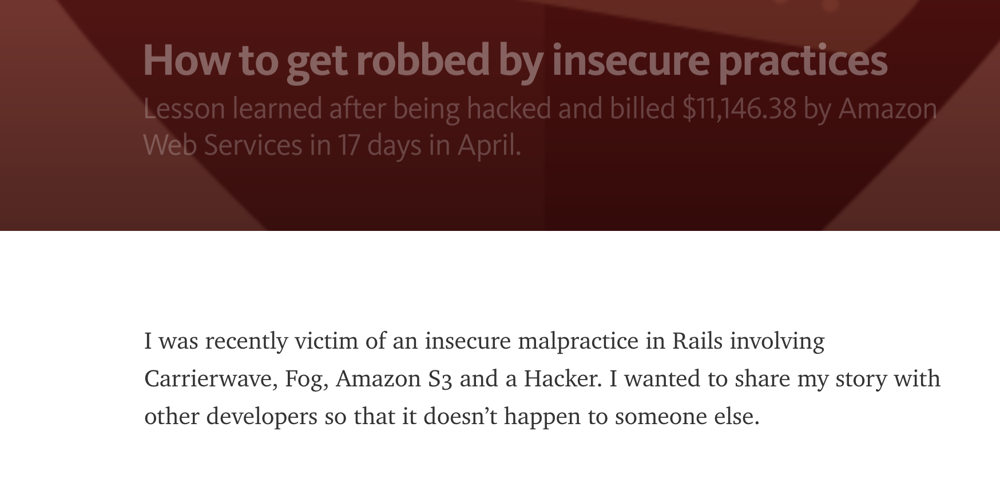 How to get robbed by insecure practices
Lesson learned after being hacked and billed $11,146.38 by Amazon
Web Services in 17 days in April.
I was recently victim of an insecure malpractice in Rails involving
Carrierwave, Fog, Amazon S3 and a Hacker. I wanted to share my story with
other developers so that it doesn’t happen to someone else.